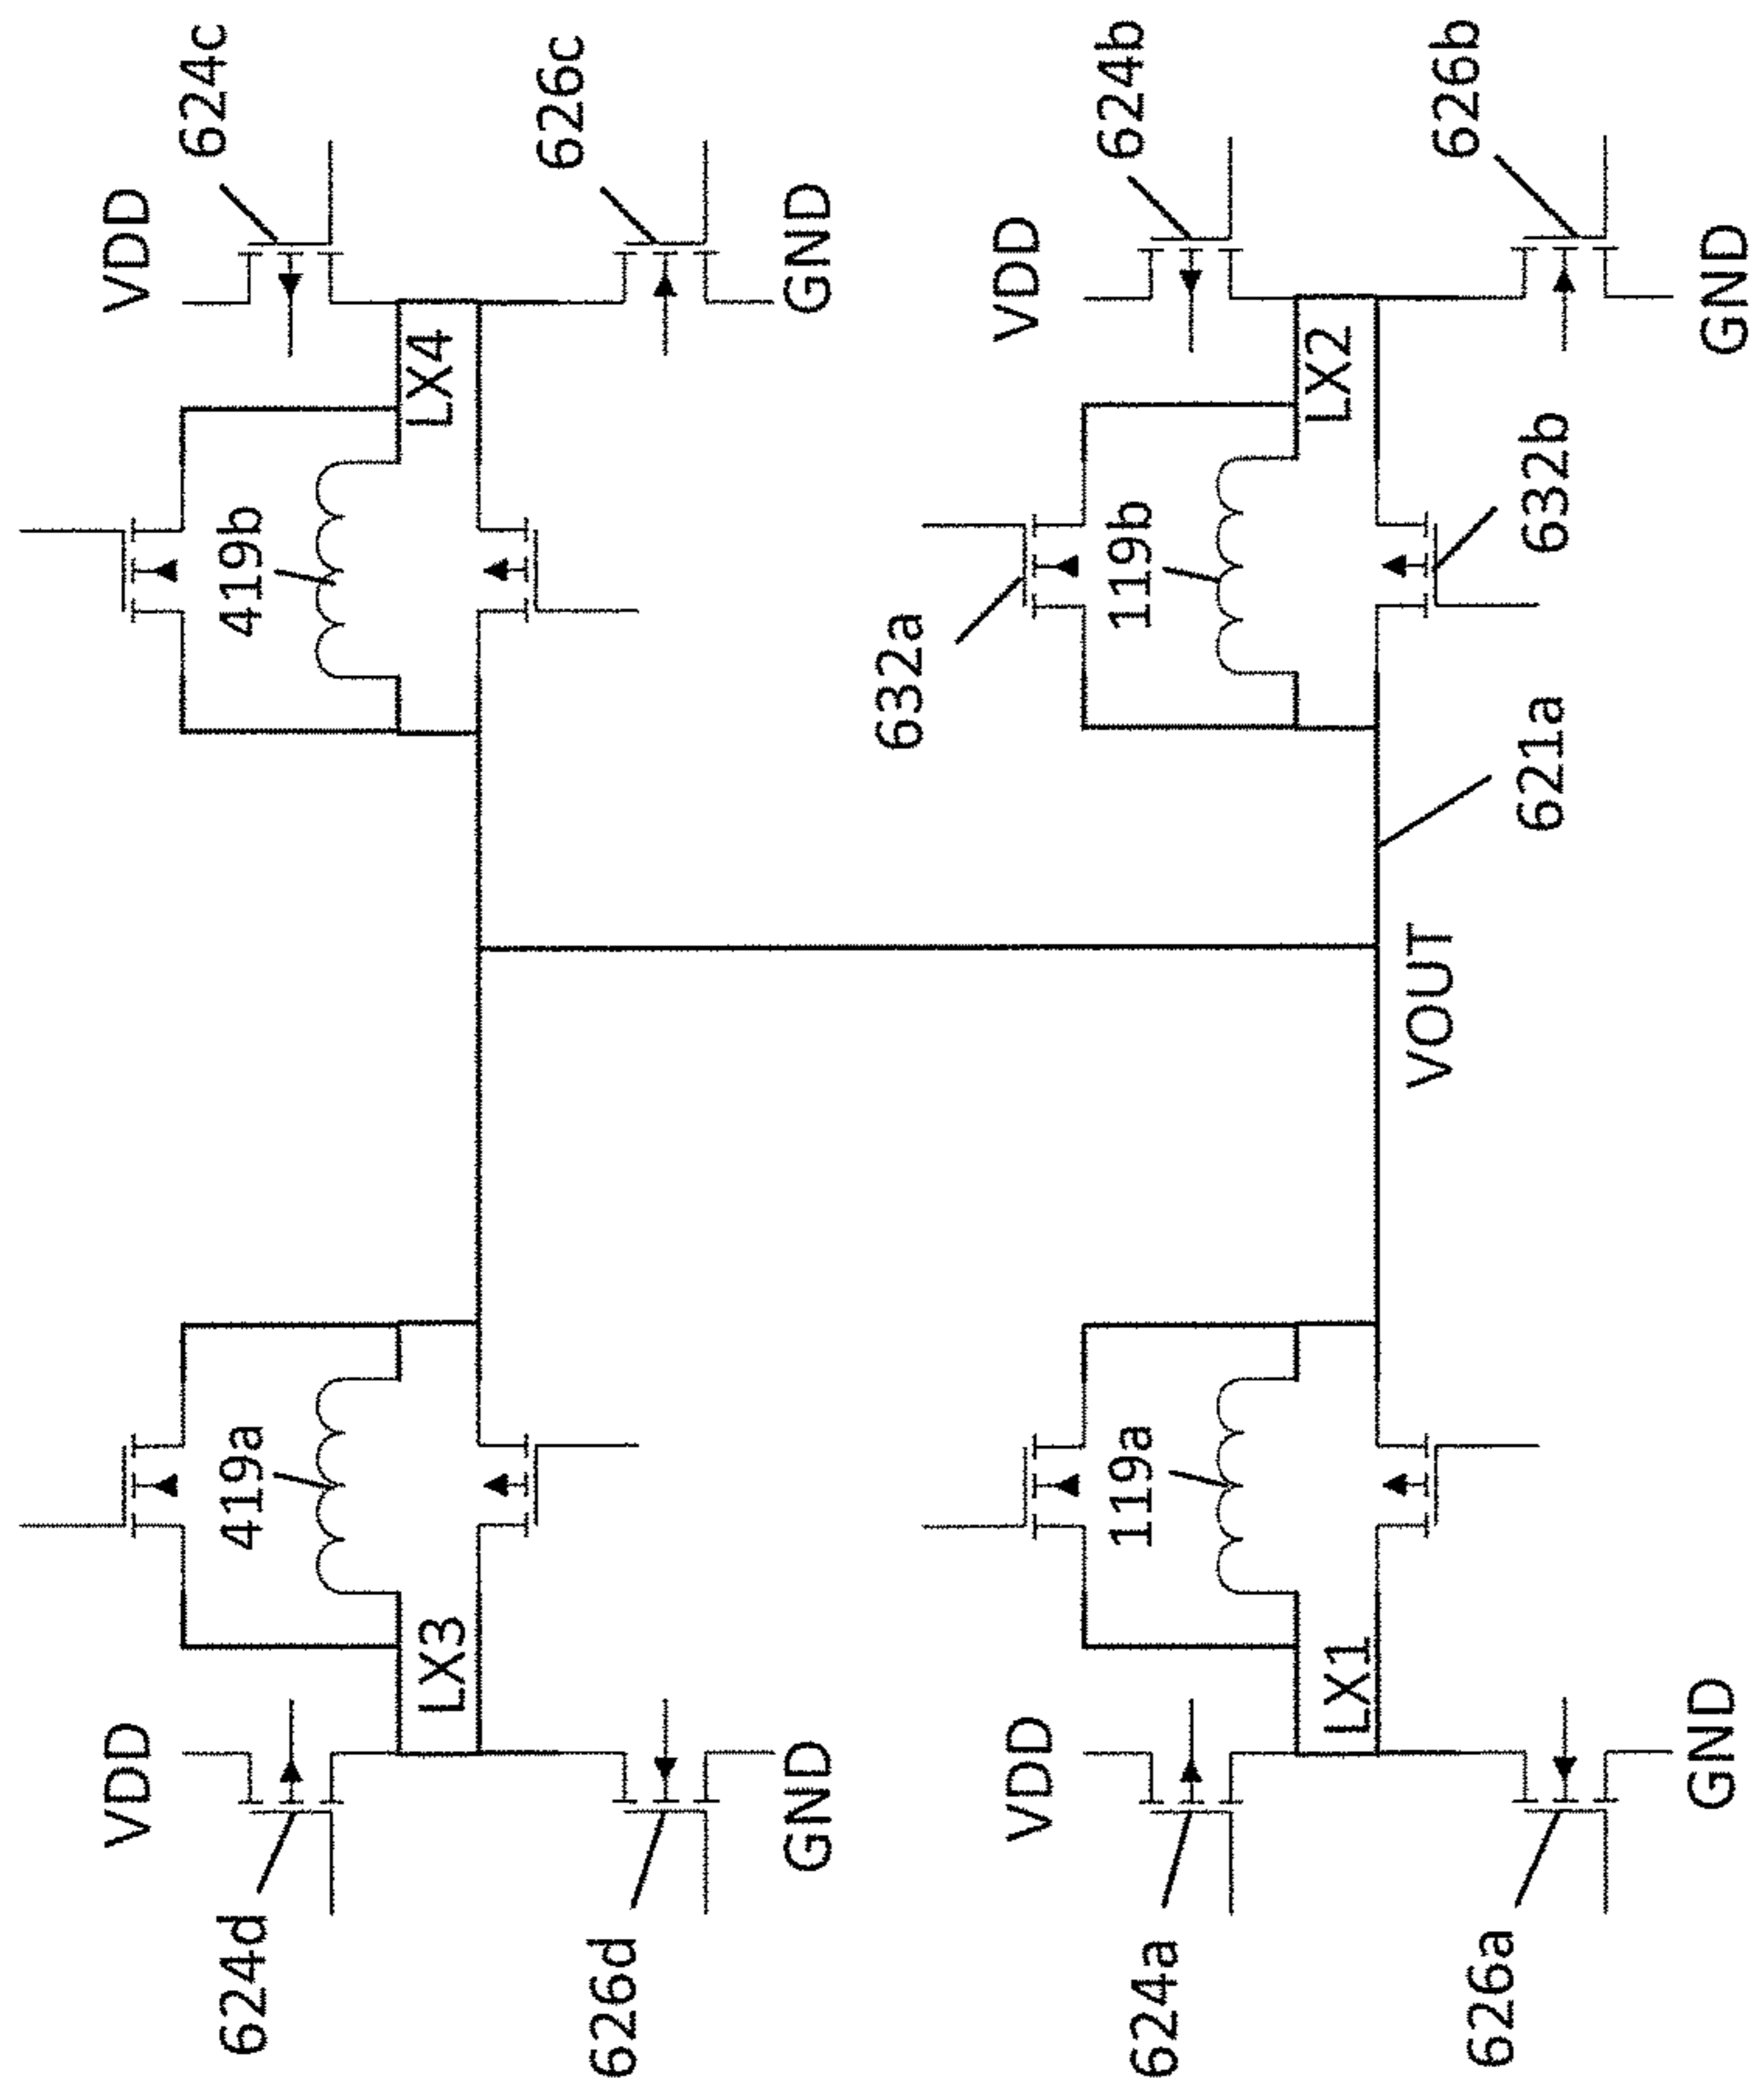 VDD
VDD
624d
624c
419a
419b
LX3
LX4
626d
626c
GND
GND
632a
VDD
VDD
624a
624b
119a
119b
LX1
LX2
VOUT
626a
626b
621a
632b
GND
GND